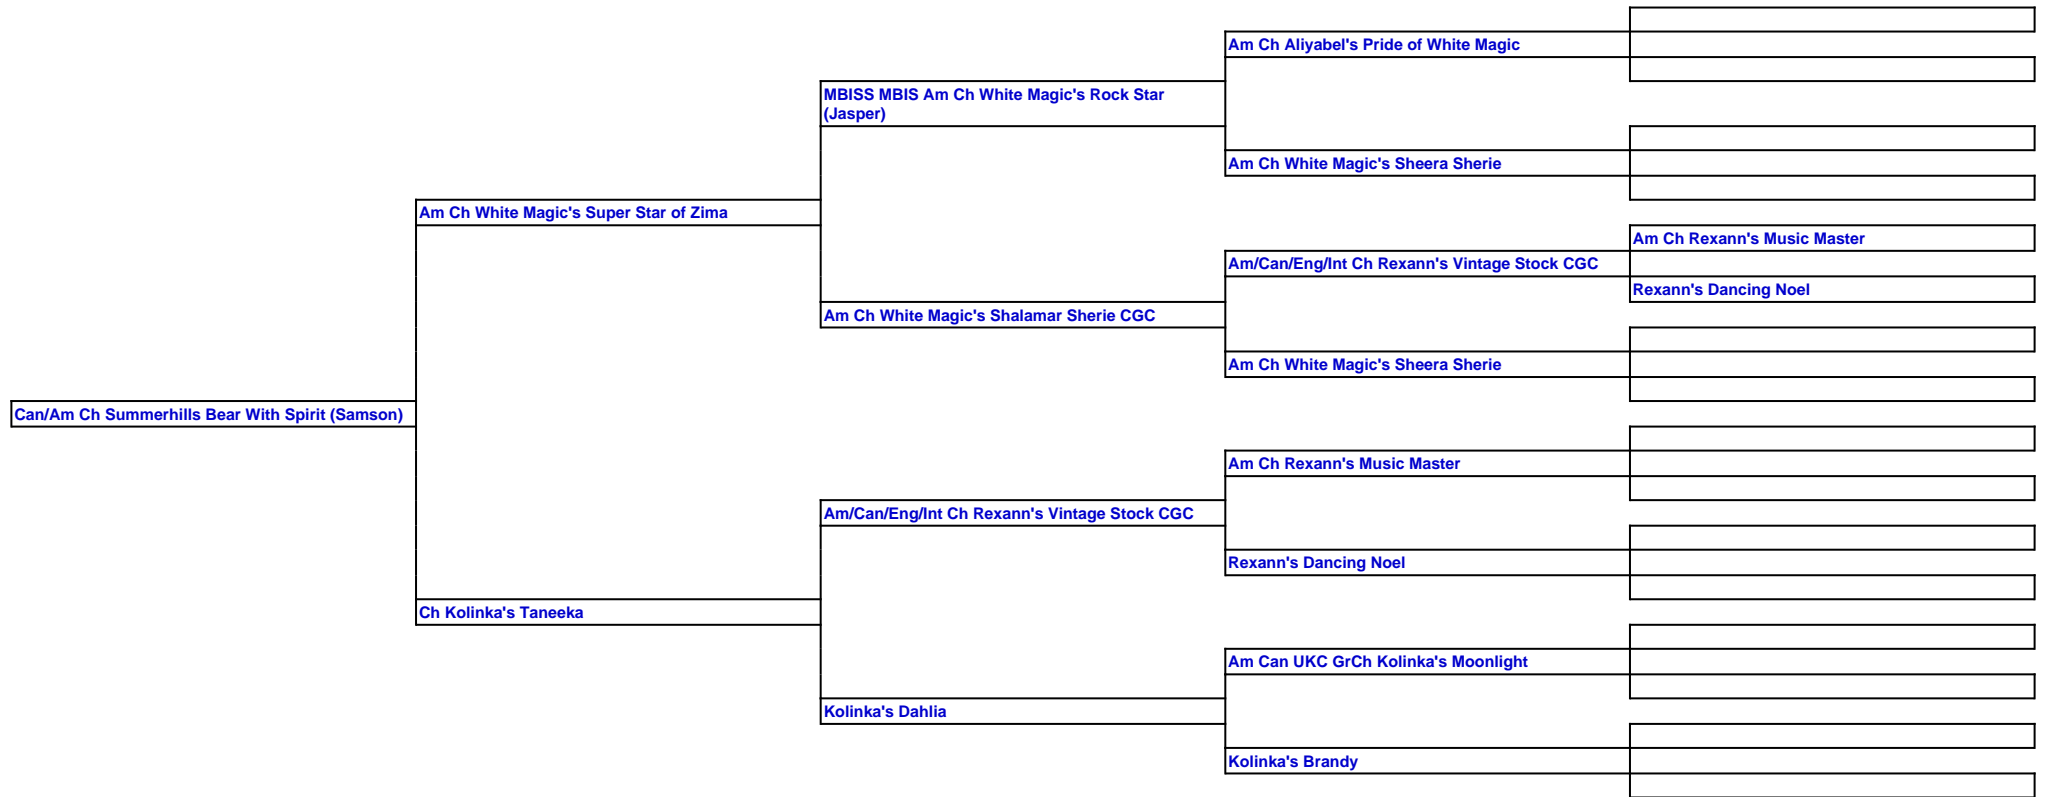 Am Ch Aliyabel's Pride of White Magic
MBISS MBIS Am Ch White Magic's Rock Star
(Jasper)
Am Ch White Magic's Sheera Sherie
Am Ch White Magic's Super Star of Zima
Am Ch Rexann's Music Master
Am/Can/Eng/Int Ch Rexann's Vintage Stock CGC
Rexann's Dancing Noel
Am Ch White Magic's Shalamar Sherie CGC
Am Ch White Magic's Sheera Sherie
Can/Am Ch Summerhills Bear With Spirit (Samson)
Am Ch Rexann's Music Master
Am/Can/Eng/Int Ch Rexann's Vintage Stock CGC
Rexann's Dancing Noel
Ch Kolinka's Taneeka
Am Can UKC GrCh Kolinka's Moonlight
Kolinka's Dahlia
Kolinka's Brandy